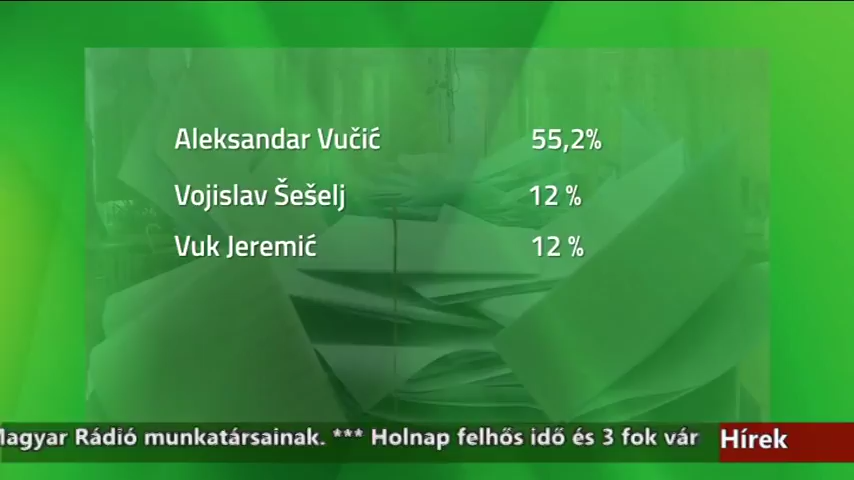 Aleksandar Vučić 55,2%
Vojislav Šešelj 12 %
Vuk Jeremić 12 %
Magyar Rádió munkatársainak. *** Holnap felhős idő és 3 fok vár Hírek